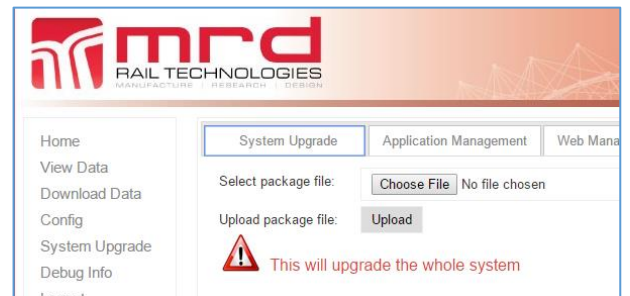 mrd
RAIL TECHNOLOGIES
MANUFACTURE | RESEARCH | DESIGN
Home
View Data
Download Data
Config
System Upgrade
Debug Info
System Upgrade
Application Management
Web Mana
Select package file:
Choose File No file chosen
Upload package file:
Upload
This will upgrade the whole system